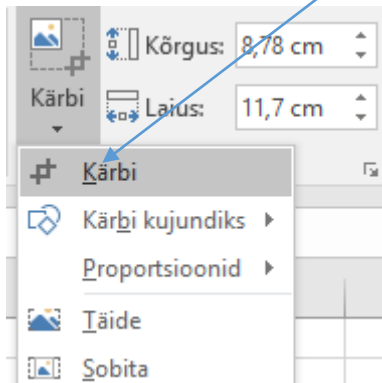 Kõrgus: 8,78 cm
Kärbi
Laius: 11,7 cm
Kärbi
Kärbi kujundiks
Proportsioonid
Täide
Sobita